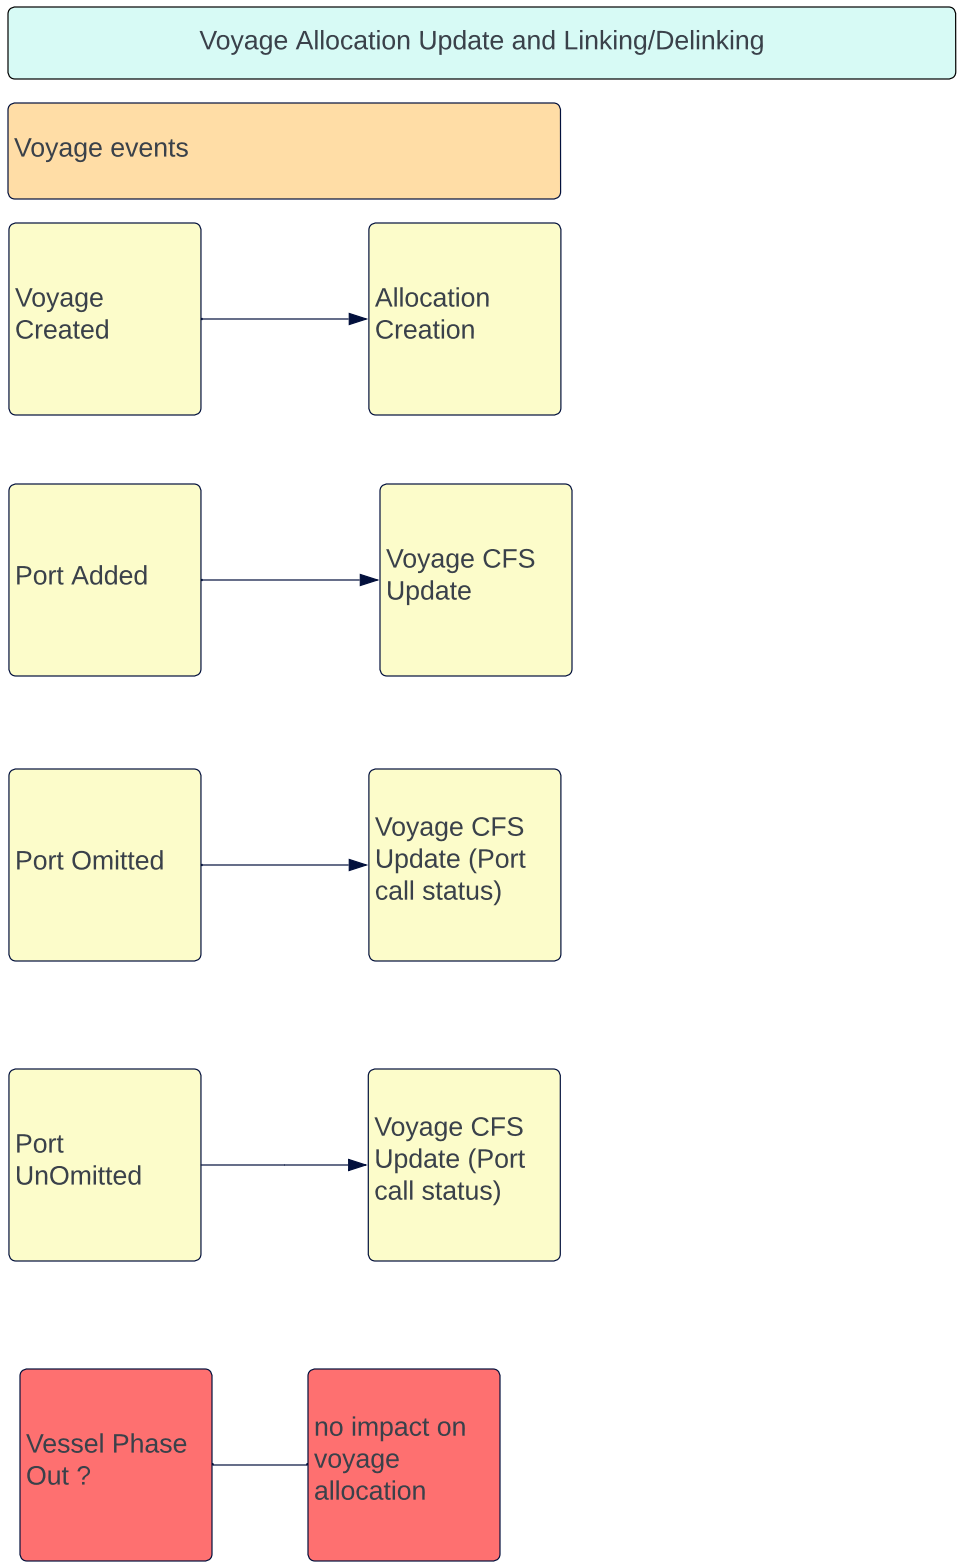 Voyage Allocation Update and Linking/Delinking
Voyage events
Voyage
Created
Allocation
Creation
Port Added
Voyage CFS
Update
Port Omitted
Voyage CFS
Update (Port
call status)
Port
UnOmitted
Voyage CFS
Update (Port
call status)
Vessel Phase
Out ?
no impact on
voyage
allocation